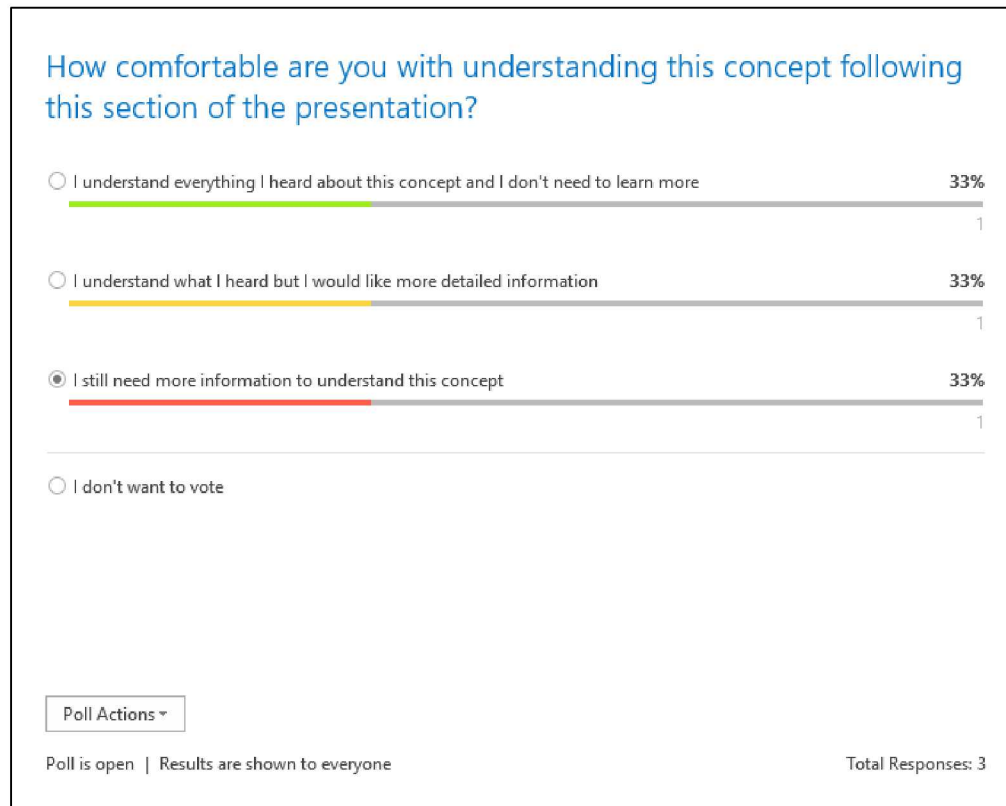 How comfortable are you with understanding this concept following
this section of the presentation?
I understand everything I heard about this concept and I don't need to learn more 33%
1
I understand what I heard but I would like more detailed information 33%
1
I still need more information to understand this concept 33%
1
I don't want to vote
Poll Actions
Poll is open | Results are shown to everyone Total Responses: 3